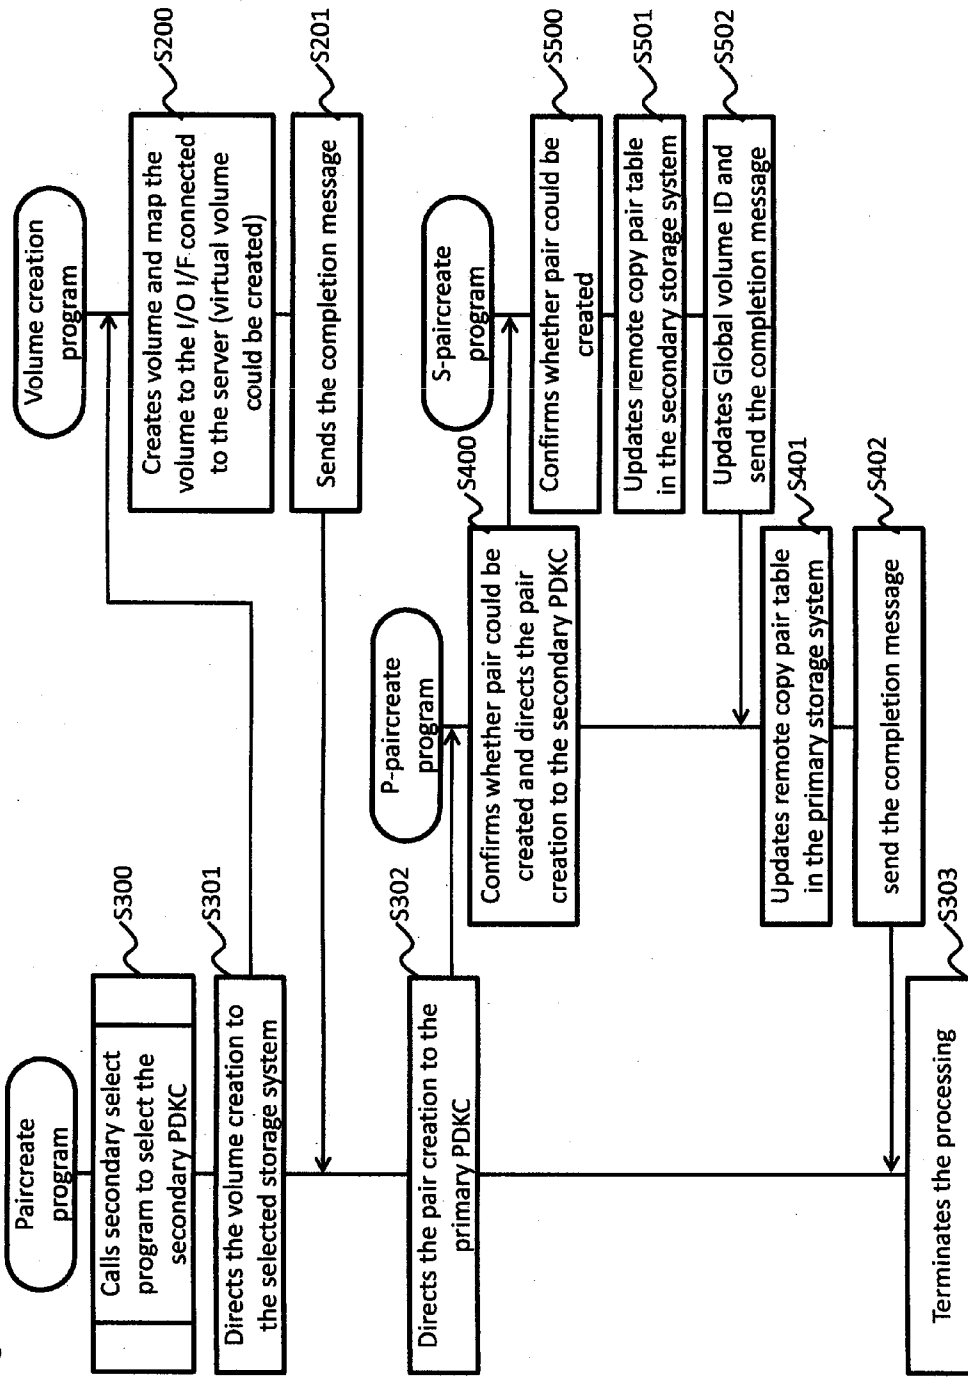 Paircreate
program
Calls secondary select
program to select the
secondary PDKC
S300
Directs the volume creation to
the selected storage system
S301
Directs the pair creation to the
primary PDKC
S302
Terminates the processing
S303
P-paircreate
program
Confirms whether pair could be
created and directs the pair
creation to the secondary PDKC
S400
Updates remote copy pair table
in the primary storage system
S401
send the completion message
S402
Volume creation
program
Creates volume and map the
volume to the I/O I/F connected
to the server (virtual volume
could be created)
S200
Sends the completion message
S201
S-paircreate
program
Confirms whether pair could be
created
S500
Updates remote copy pair table
in the secondary storage system
S501
Updates Global volume ID and
send the completion message
S502